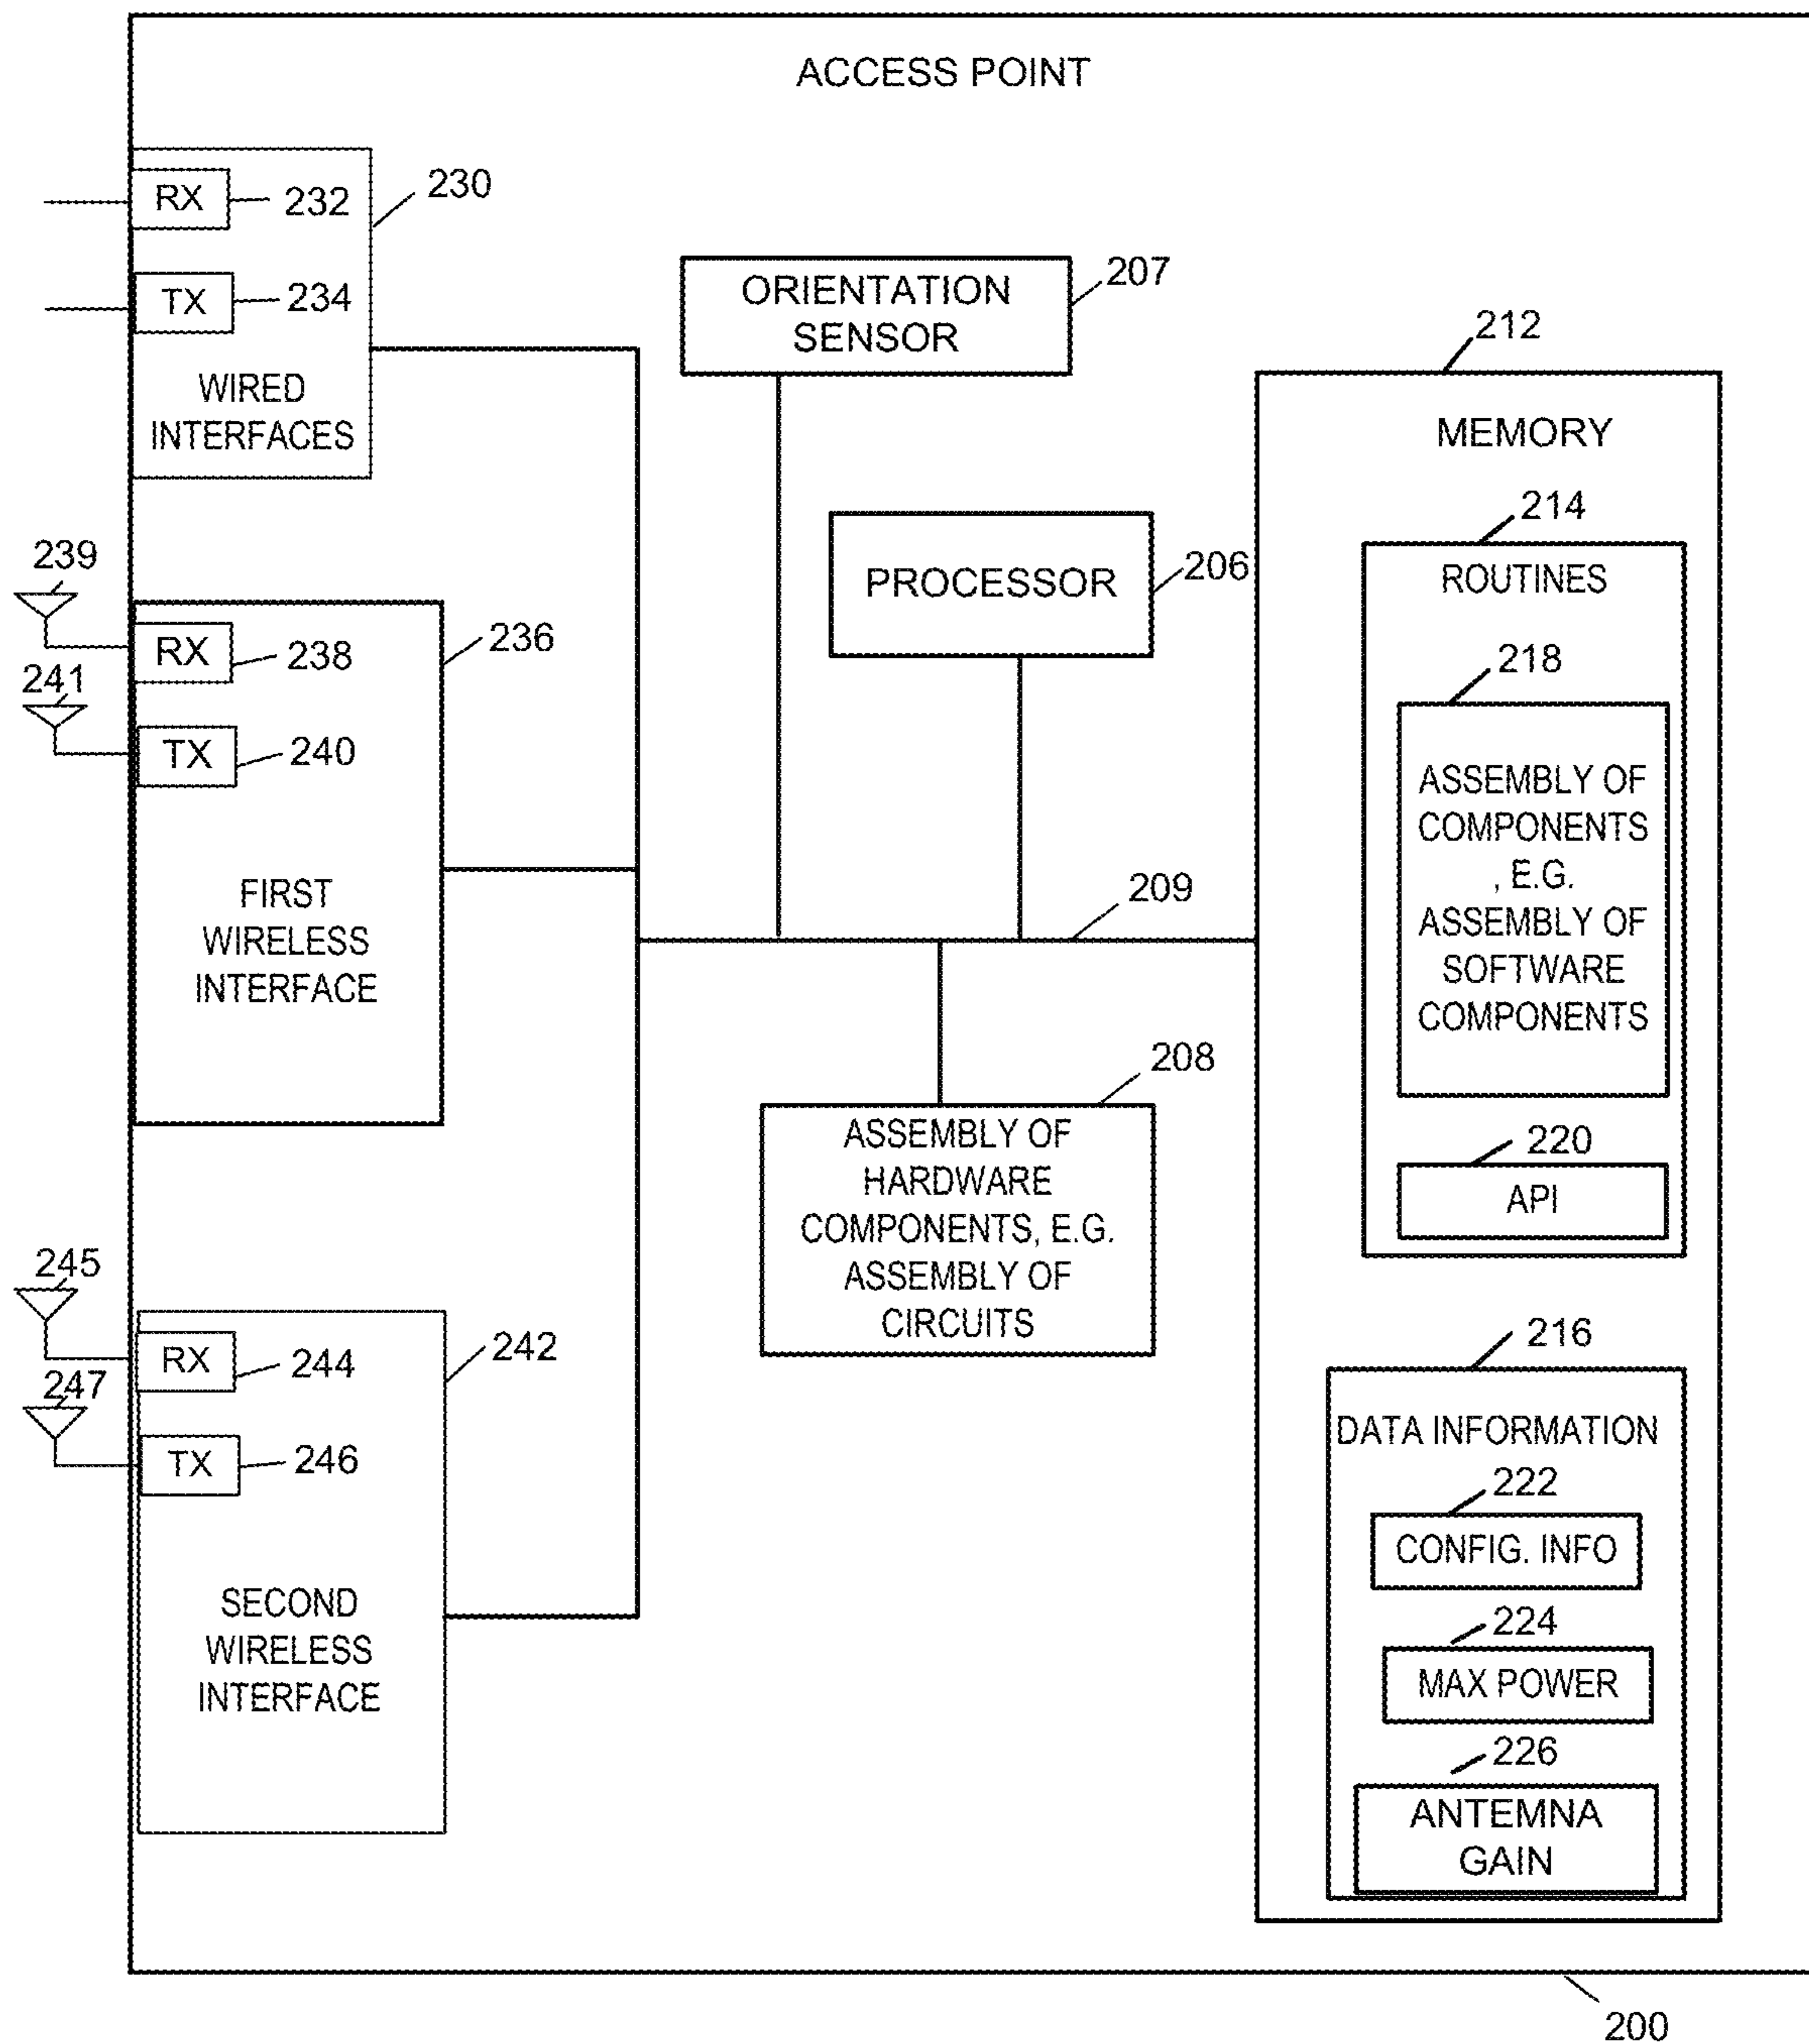 ACCESS POINT
RX
232
230
TX
234
WIRED
INTERFACES
ORIENTATION
SENSOR
207
212
MEMORY
239
RX
238
236
241
TX
240
FIRST
WIRELESS
INTERFACE
PROCESSOR
206
214
ROUTINES
218
ASSEMBLY OF
COMPONENTS
, E.G.
ASSEMBLY OF
SOFTWARE
COMPONENTS
220
API
209
208
ASSEMBLY OF
HARDWARE
COMPONENTS, E.G.
ASSEMBLY OF
CIRCUITS
245
RX
244
242
247
TX
246
SECOND
WIRELESS
INTERFACE
216
DATA INFORMATION
222
CONFIG. INFO
224
MAX POWER
226
ANTEMNA
GAIN
200